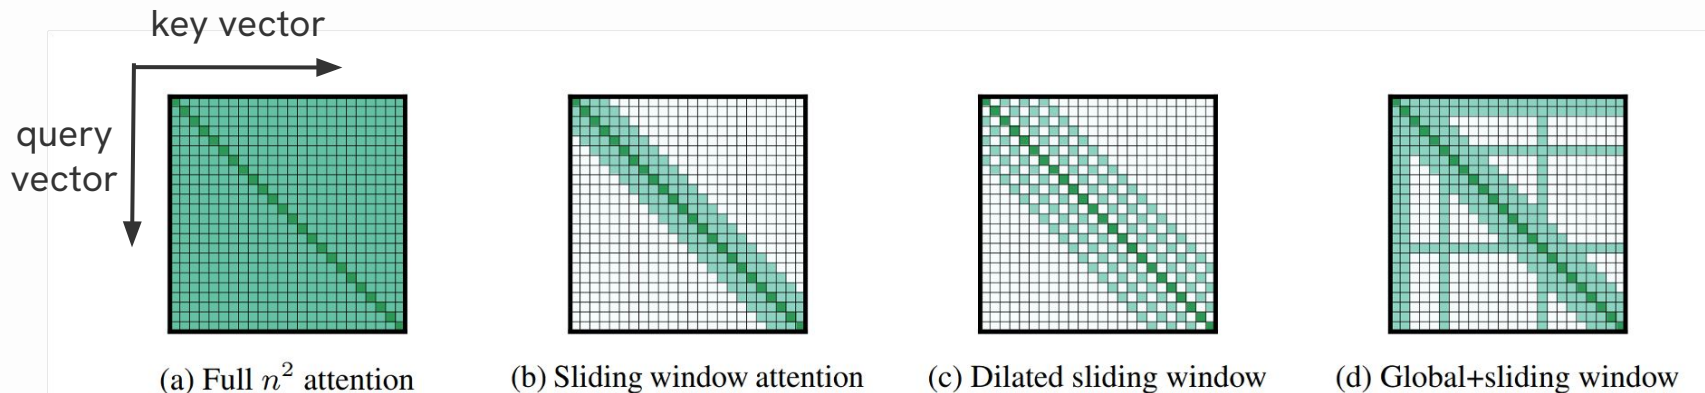 key vector
query
vector
(a) Full n² attention
(b) Sliding window attention
(c) Dilated sliding window
(d) Global+sliding window